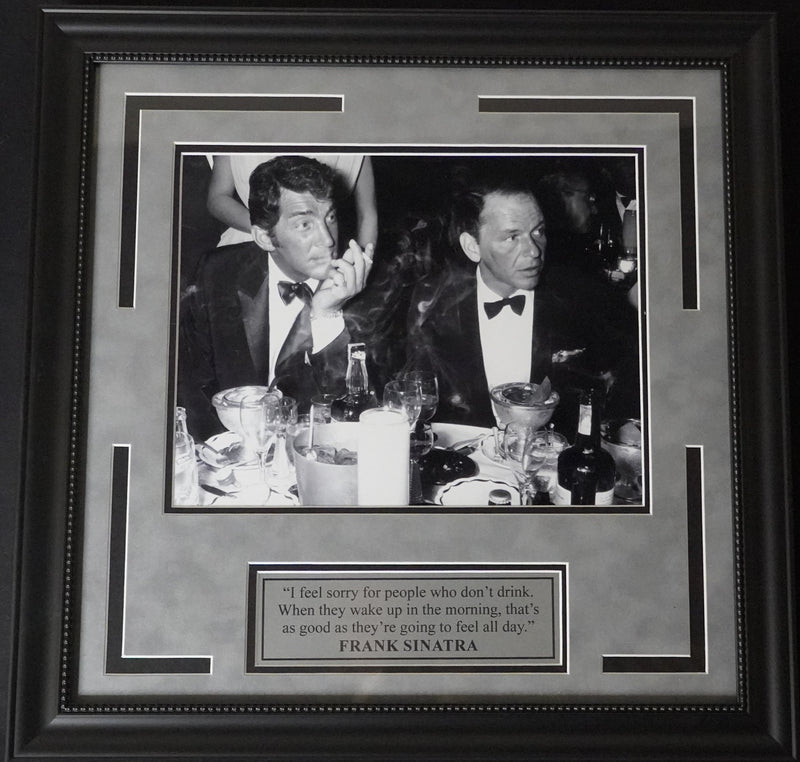 “I feel sorry for people who don’t drink.
When they wake up in the morning, that’s
as good as they’re going to feel all day.”
FRANK SINATRA